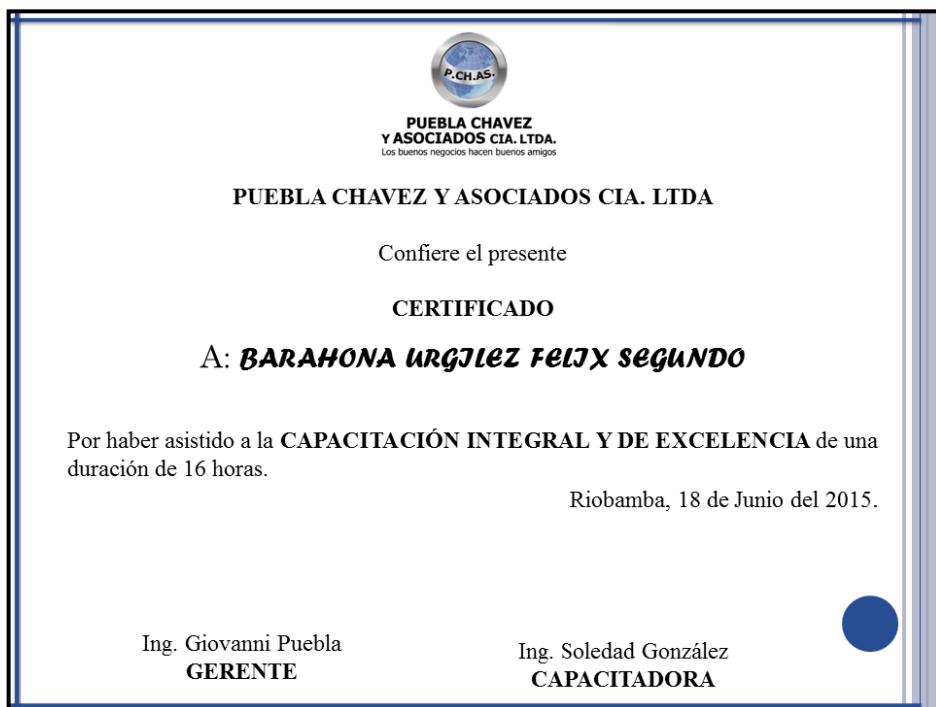 P.CH.AS.
PUEBLA CHAVEZ
Y ASOCIADOS CIA. LTDA.
Los buenos negocios hacen buenos amigos
PUEBLA CHAVEZ Y ASOCIADOS CIA. LTDA
Confiere el presente
CERTIFICADO
A: BARAHONA URGILEZ FELIX SEGUNDO
Por haber asistido a la CAPACITACIÓN INTEGRAL Y DE EXCELENCIA de una
duración de 16 horas.
Riobamba, 18 de Junio del 2015.
Ing. Giovanni Puebla
GERENTE
Ing. Soledad González
CAPACITADORA